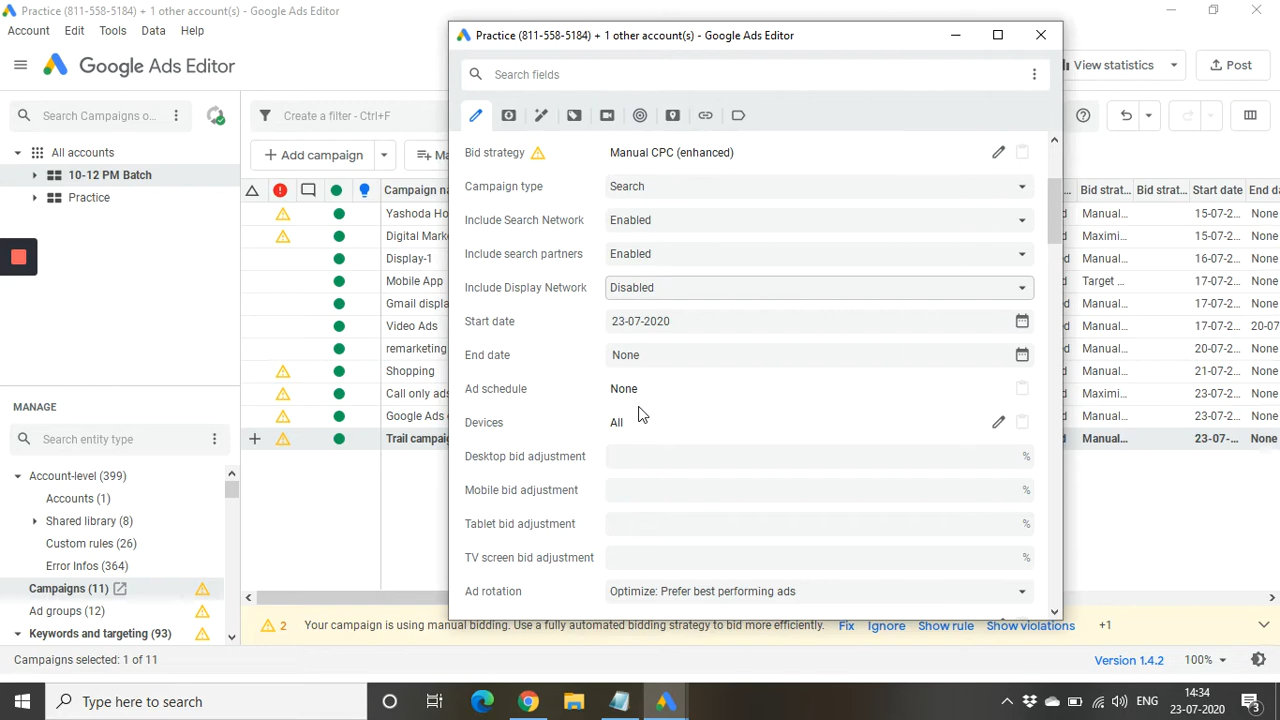 Practice (811-558-5184) + 1 other account(s) - Google Ads Editor
Account Edit Tools Data Help
Google Ads Editor
View statistics
Post
Search Campaigns o...
Create a filter - Ctrl+F
All accounts
10-12 PM Batch
Practice
Add campaign
Campaign na
Bid strat...
Bid strat...
Start date
End da
Yashoda Ho
Manual...
15-07-2...
None
Digital Marke
Maximi...
15-07-2...
None
Display-1
Manual...
16-07-2...
None
Mobile App
Target ...
17-07-2...
None
Gmail displa
Manual...
17-07-2...
None
Video Ads
Manual...
17-07-2...
20-07
remarketing
Manual...
20-07-2...
None
Shopping
Manual...
21-07-2...
None
Call only ads
Maximi...
23-07-2...
None
Google Ads
Manual...
23-07-2...
None
Trail campaig
Manual...
23-07-...
None
MANAGE
Search entity type
Account-level (399)
Accounts (1)
Shared library (8)
Custom rules (26)
Error Infos (364)
Campaigns (11)
Ad groups (12)
Keywords and targeting (93)
Practice (811-558-5184) + 1 other account(s) - Google Ads Editor
Search fields
Bid strategy
Manual CPC (enhanced)
Campaign type
Search
Include Search Network
Enabled
Include search partners
Enabled
Include Display Network
Disabled
Start date
23-07-2020
End date
None
Ad schedule
None
Devices
All
Desktop bid adjustment
%
Mobile bid adjustment
%
Tablet bid adjustment
%
TV screen bid adjustment
%
Ad rotation
Optimize: Prefer best performing ads
2 Your campaign is using manual bidding. Use a fully automated bidding strategy to bid more efficiently. Fix Ignore Show rule Show violations +1
Campaigns selected: 1 of 11
Version 1.4.2
100%
Type here to search
ENG
14:34
23-07-2020
3